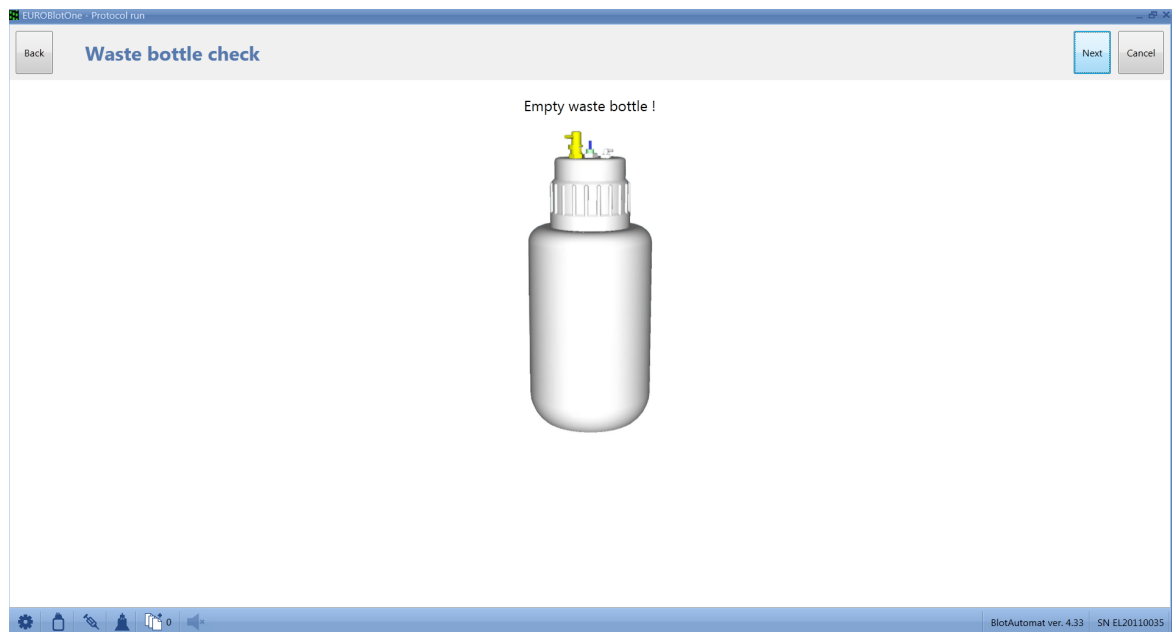 EUROBlotOne - Protocol run
Back
Waste bottle check
Next
Cancel
Empty waste bottle !
0
BlotAutomat ver. 4.33 SN EL20110035